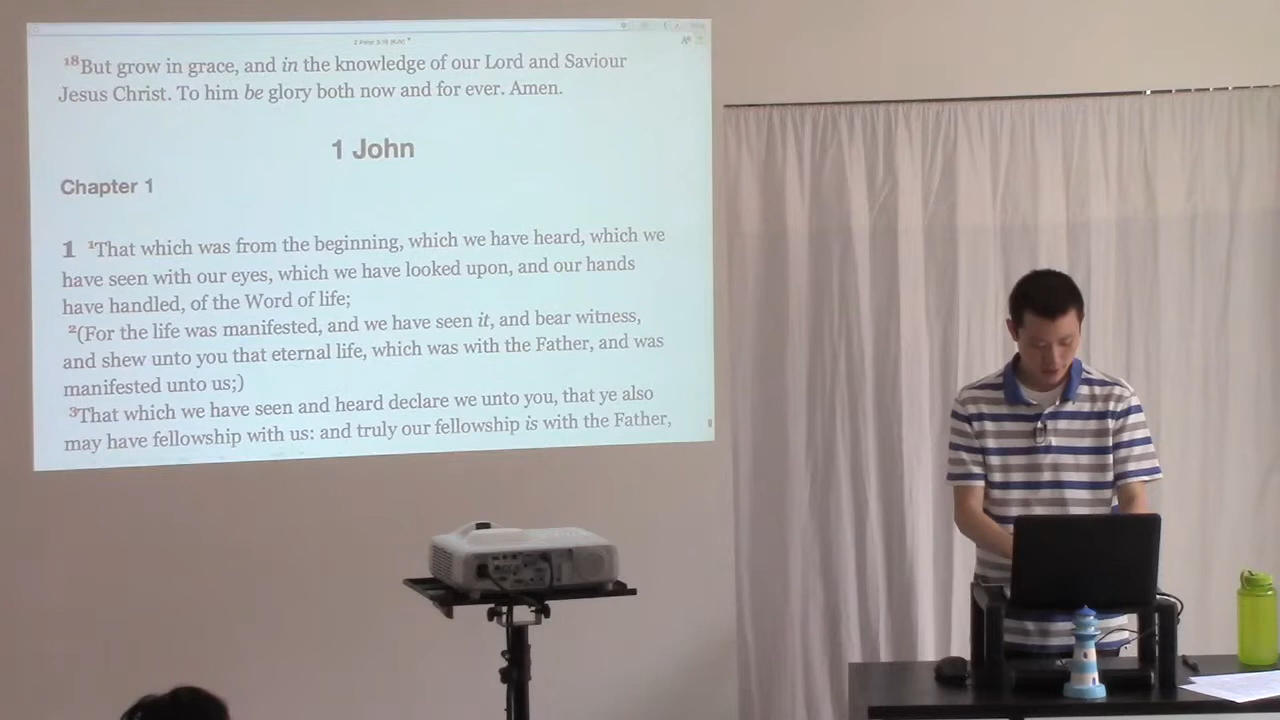 2 Peter 3:18 (KJV)
¹⁸But grow in grace, and in the knowledge of our Lord and Saviour
Jesus Christ. To him be glory both now and for ever. Amen.
1 John
Chapter 1
1 ¹That which was from the beginning, which we have heard, which we
have seen with our eyes, which we have looked upon, and our hands
have handled, of the Word of life;
²(For the life was manifested, and we have seen it, and bear witness,
and shew unto you that eternal life, which was with the Father, and was
manifested unto us;)
³That which we have seen and heard declare we unto you, that ye also
may have fellowship with us: and truly our fellowship is with the Father,